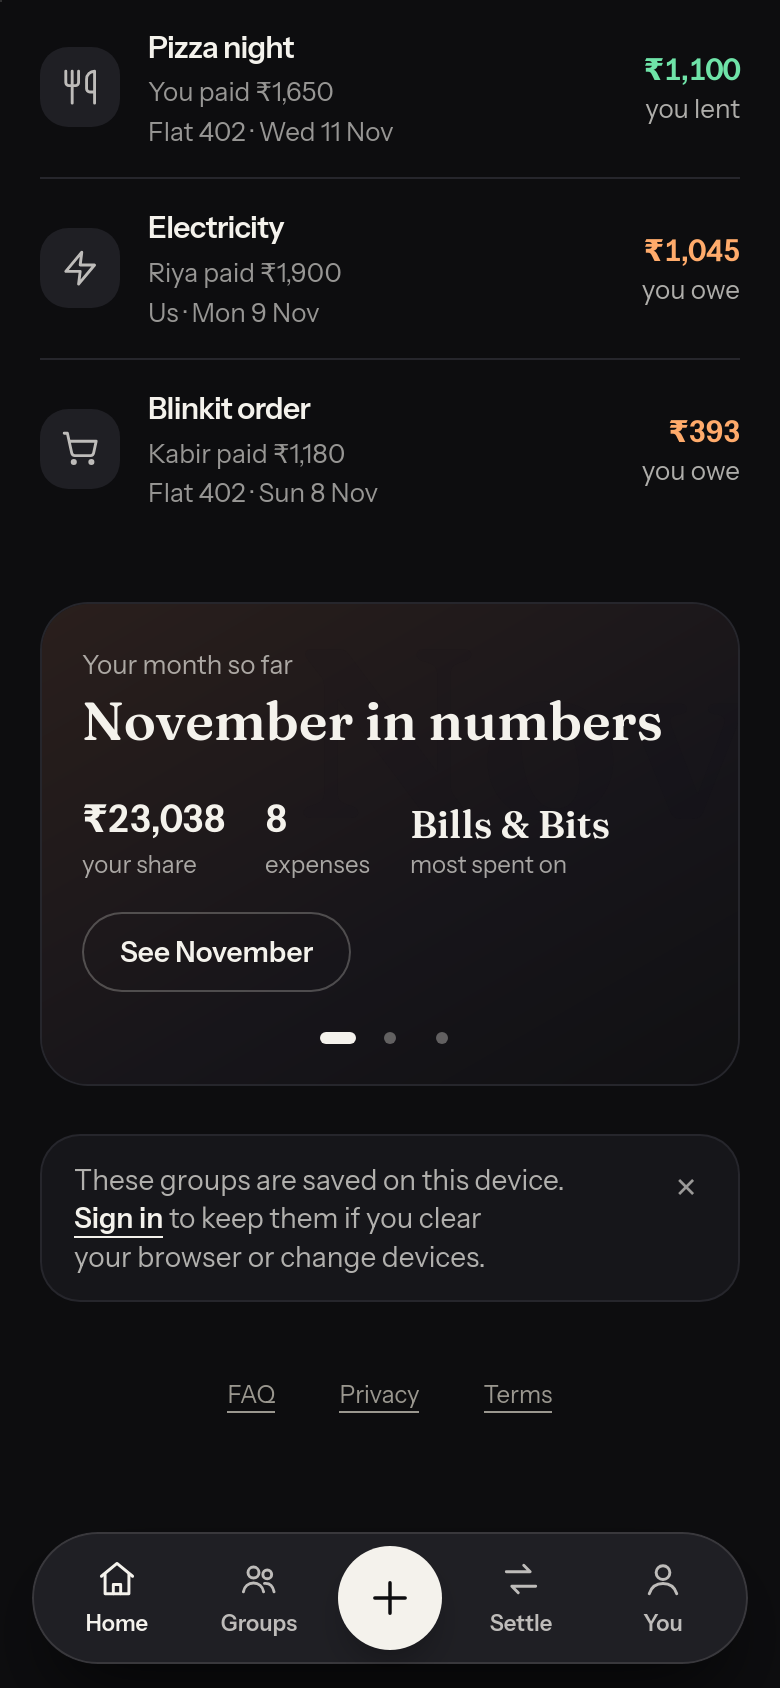 Pizza night
You paid ₹1,650
Flat 402 · Wed 11 Nov
₹1,100
you lent
Electricity
Riya paid ₹1,900
Us · Mon 9 Nov
₹1,045
you owe
Blinkit order
Kabir paid ₹1,180
Flat 402 · Sun 8 Nov
₹393
you owe
Your month so far
November in numbers
₹23,038 8 Bills & Bits
your share expenses most spent on
See November
These groups are saved on this device.
Sign in to keep them if you clear
your browser or change devices.
FAQ Privacy Terms
Home Groups Settle You